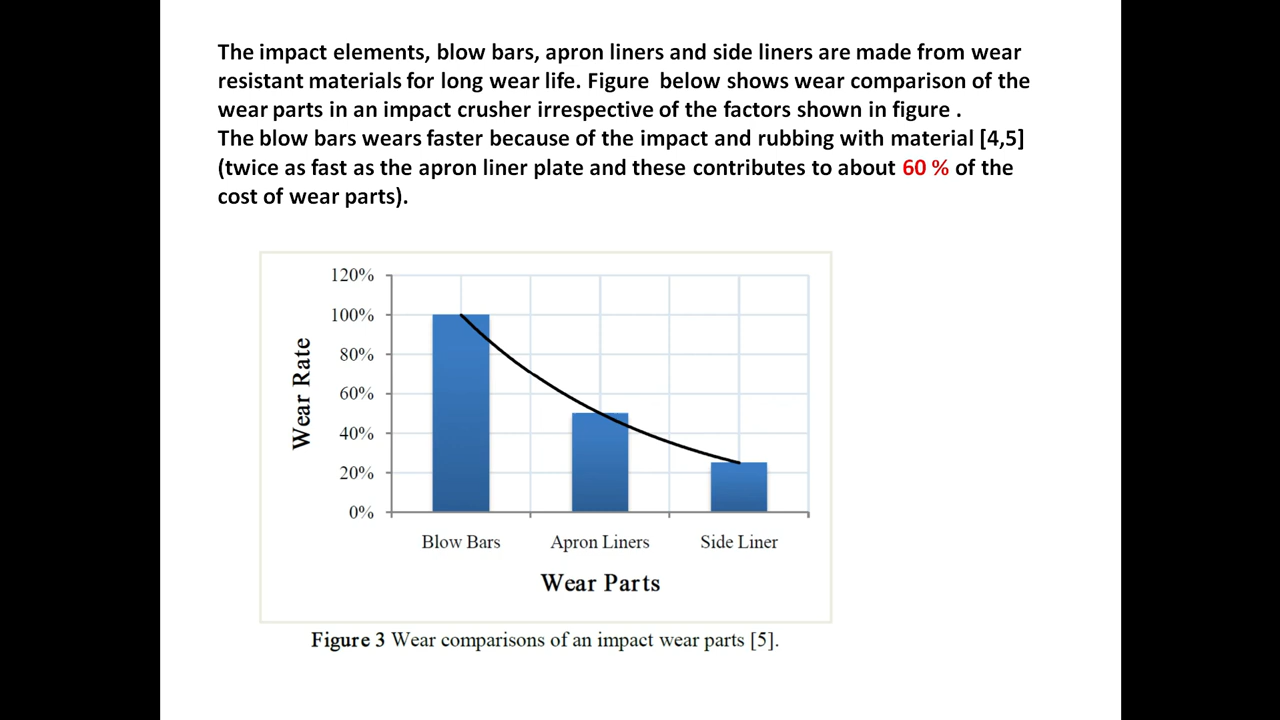 The impact elements, blow bars, apron liners and side liners are made from wear
resistant materials for long wear life. Figure  below shows wear comparison of the
wear parts in an impact crusher irrespective of the factors shown in figure .
The blow bars wears faster because of the impact and rubbing with material [4,5]
(twice as fast as the apron liner plate and these contributes to about 60 % of the
cost of wear parts).
120%
100%
80%
60%
40%
20%
0%
Wear Rate
Blow Bars
Apron Liners
Side Liner
Wear Parts
Figure 3 Wear comparisons of an impact wear parts [5].